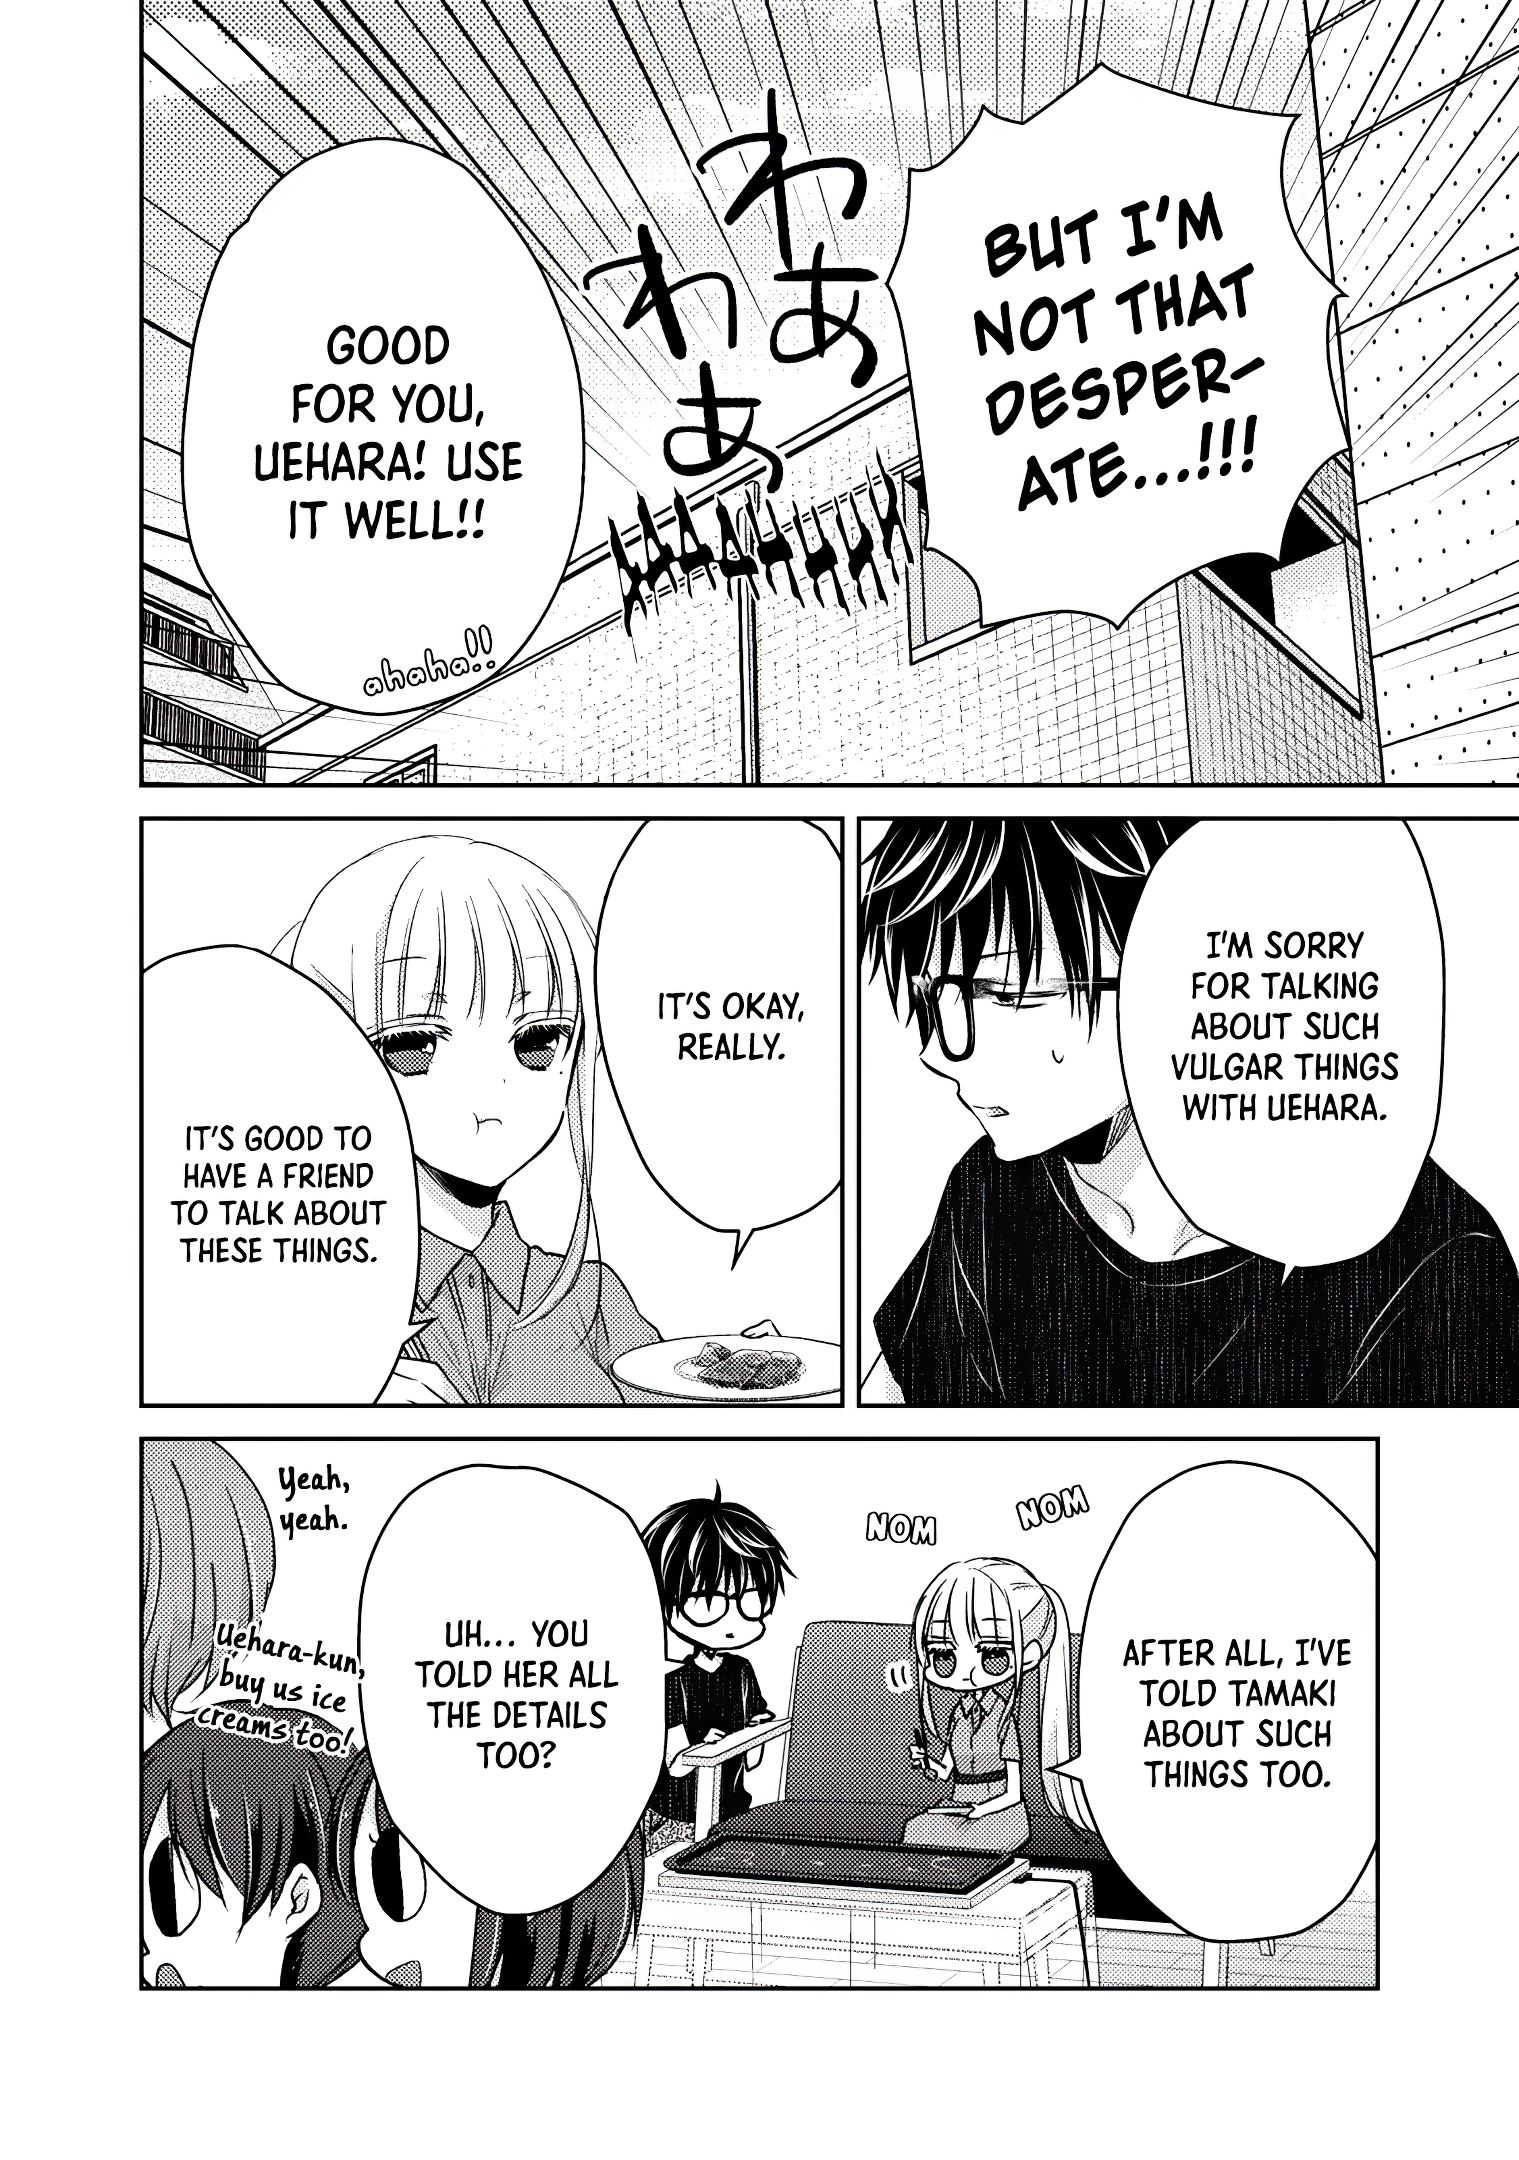 BUT I'M
NOT THAT
DESPER-
ATE...!!!
わあ
わあ
GOOD
FOR YOU,
UEHARA! USE
IT WELL!!
ahaha!!
I'M SORRY
FOR TALKING
ABOUT SUCH
VULGAR THINGS
WITH UEHARA.
IT'S OKAY,
REALLY.
IT'S GOOD TO
HAVE A FRIEND
TO TALK ABOUT
THESE THINGS.
AFTER ALL, I'VE
TOLD TAMAKI
ABOUT SUCH
THINGS TOO.
NOM
NOM
UH... YOU
TOLD HER ALL
THE DETAILS
TOO?
Yeah,
yeah.
Uehara-kun,
buy us ice
creams too!